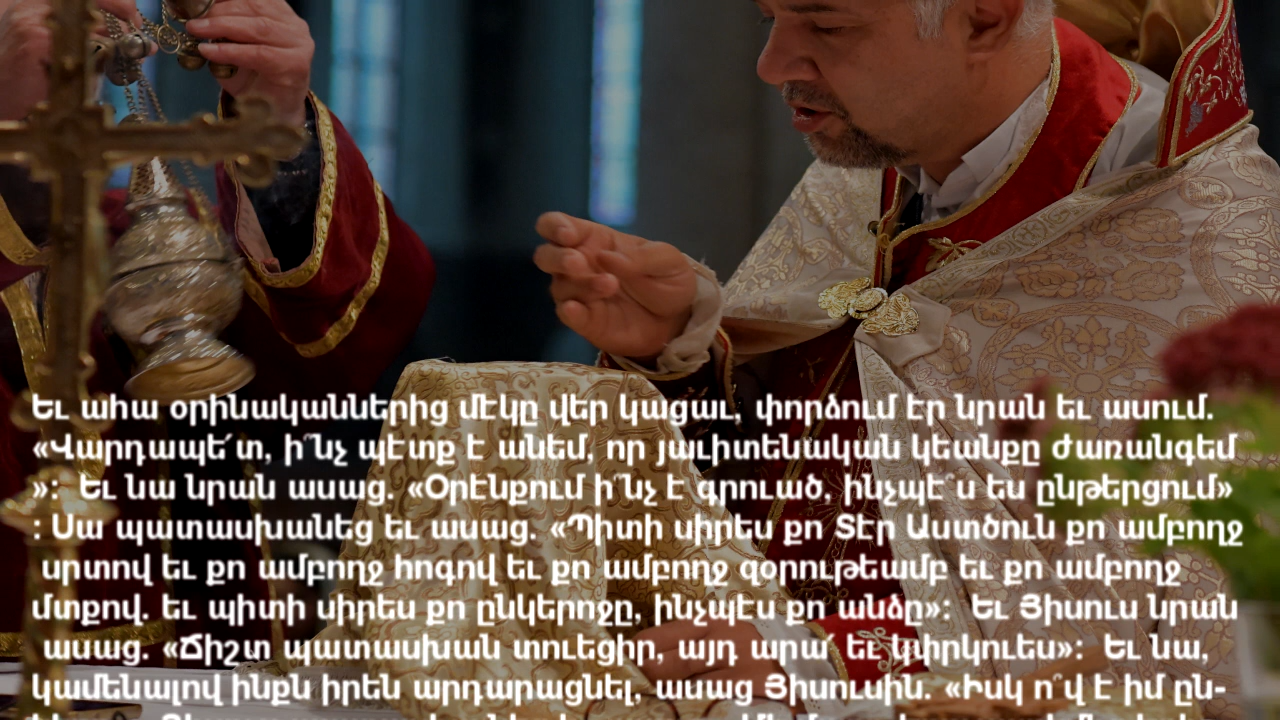 Եւ ահա օրինականներից մէկը վեր կացաւ, փորձում էր նրան եւ ասում.
«Վարդապե՛տ, ի՞նչ պէտք է անեմ, որ յաւիտենական կեանքը ժառանգեմ
»։ Եւ նա նրան ասաց. «Օրէնքում ի՞նչ է գրուած, ինչպէ՞ս ես ընթերցում»
։ Սա պատասխանեց եւ ասաց. «Պիտի սիրես քո Տէր Աստծուն քո ամբողջ
սրտով եւ քո ամբողջ հոգով եւ քո ամբողջ զօրութեամբ եւ քո ամբողջ
մտքով. եւ պիտի սիրես քո ընկերոջը, ինչպէս քո անձը»։ Եւ Յիսուս նրան
ասաց. «Ճիշտ պատասխան տուեցիր, այդ արա՛ եւ կփրկուես»։ Եւ նա,
կամենալով ինքն իրեն արդարացնել, ասաց Յիսուսին. «Իսկ ո՞վ է իմ ըն-